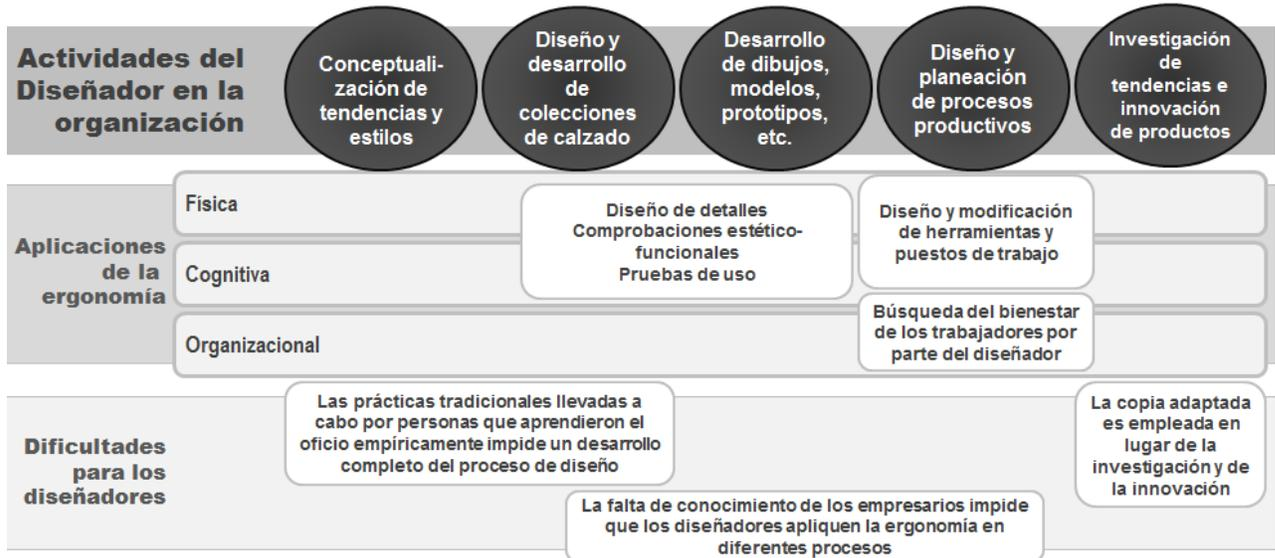 Actividades del
Diseñador en la
organización
Conceptuali-
zación de
tendencias y
estilos
Diseño y
desarrollo
de
colecciones
de calzado
Desarrollo
de dibujos,
modelos,
prototipos,
etc.
Diseño y
planeación
de procesos
productivos
Investigación
de
tendencias e
innovación
de productos
Aplicaciones
de la
ergonomía
Física
Cognitiva
Organizacional
Diseño de detalles
Comprobaciones estético-
funcionales
Pruebas de uso
Diseño y modificación
de herramientas y
puestos de trabajo
Búsqueda del bienestar
de los trabajadores por
parte del diseñador
Dificultades
para los
diseñadores
Las prácticas tradicionales llevadas a
cabo por personas que aprendieron el
oficio empíricamente impide un desarrollo
completo del proceso de diseño
La falta de conocimiento de los empresarios impide
que los diseñadores apliquen la ergonomía en
diferentes procesos
La copia adaptada
es empleada en
lugar de la
investigación y de
la innovación